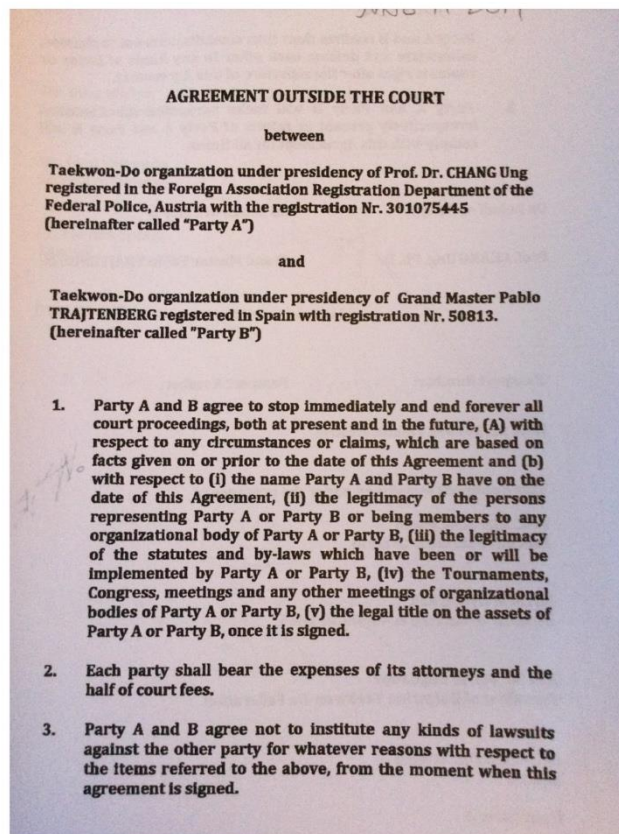 AGREEMENT OUTSIDE THE COURT
between
Taekwon-Do organization under presidency of Prof. Dr. CHANG Ung
registered in the Foreign Association Registration Department of the
Federal Police, Austria with the registration Nr. 301075445
(hereinafter called "Party A")
and
Taekwon-Do organization under presidency of Grand Master Pablo
TRAJTENBERG registered in Spain with registration Nr. 50813.
(hereinafter called "Party B")
1. Party A and B agree to stop immediately and end forever all
court proceedings, both at present and in the future, (A) with
respect to any circumstances or claims, which are based on
facts given on or prior to the date of this Agreement and (b)
with respect to (i) the name Party A and Party B have on the
date of this Agreement, (ii) the legitimacy of the persons
representing Party A or Party B or being members to any
organizational body of Party A or Party B, (iii) the legitimacy
of the statutes and by-laws which have been or will be
implemented by Party A or Party B, (iv) the Tournaments,
Congress, meetings and any other meetings of organizational
bodies of Party A or Party B, (v) the legal title on the assets of
Party A or Party B, once it is signed.
2. Each party shall bear the expenses of its attorneys and the
half of court fees.
3. Party A and B agree not to institute any kinds of lawsuits
against the other party for whatever reasons with respect to
the items referred to the above, from the moment when this
agreement is signed.